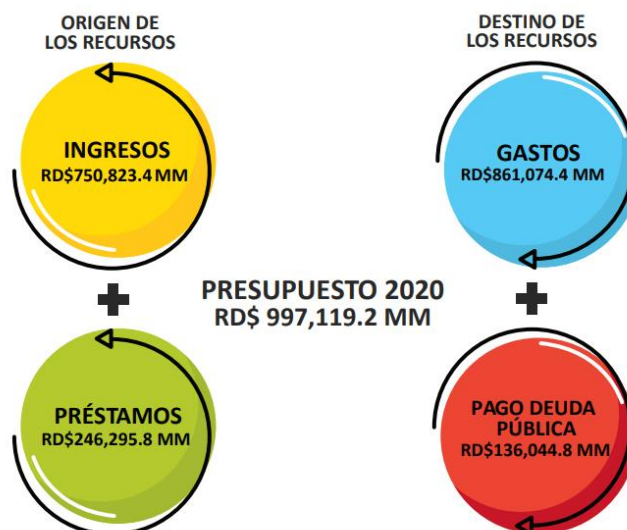 ORIGEN DE
LOS RECURSOS
INGRESOS
RD$750,823.4 MM
PRÉSTAMOS
RD$246,295.8 MM
PRESUPUESTO 2020
RD$ 997,119.2 MM
DESTINO DE
LOS RECURSOS
GASTOS
RD$861,074.4 MM
PAGO DEUDA
PÚBLICA
RD$136,044.8 MM